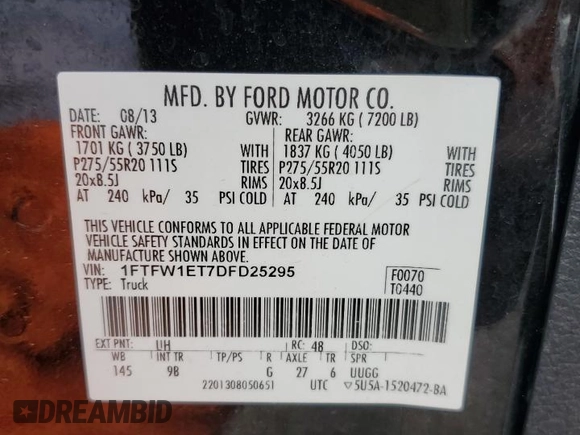 MFD. BY FORD MOTOR CO.
DATE: 08/13 GVWR: 3266 KG ( 7200 LB)
FRONT GAWR: REAR GAWR:
1701 KG ( 3750 LB) WITH 1837 KG ( 4050 LB) WITH
P275/55R20 111S TIRES P275/55R20 111S TIRES
20x8.5J RIMS 20x8.5J RIMS
AT 240 kPa/ 35 PSI COLD AT 240 kPa/ 35 PSI COLD
THIS VEHICLE CONFORMS TO ALL APPLICABLE FEDERAL MOTOR
VEHICLE SAFETY STANDARDS IN EFFECT ON THE DATE OF
MANUFACTURE SHOWN ABOVE.
VIN: 1FTFW1ET7DFD25295 F0070
TYPE: Truck T0440
EXT PNT: UH RC: 48 DSO:
WB INT TR TP/PS R AXLE TR SPR
145 9B G 27 6 UUGG
2201308050651 UTC 5U5A-1520472-BA
DREAMBID